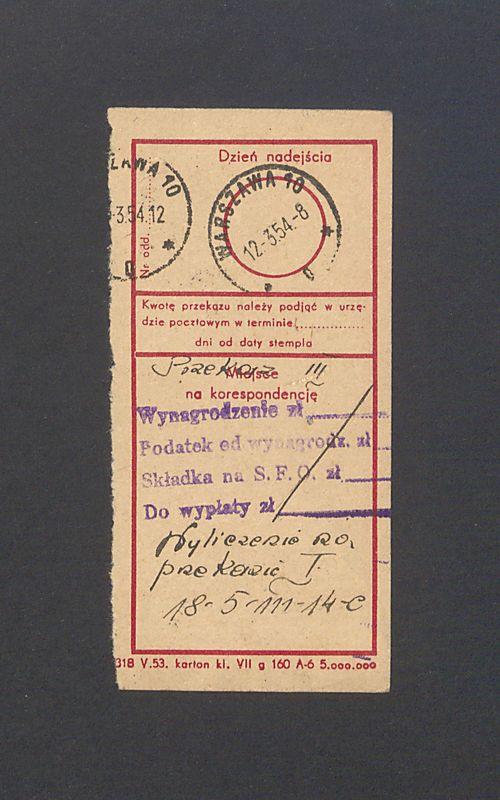 Dzień nadejścia
ZAWA 10
-3.54.12
D
WARSZAWA 10
12.-3.54.-8
D
Nr odd.
Kwotę przekazu należy podjąć w urzę-
dzie pocztowym w terminie
dni od daty stempla
Przekaz III
Miejsce
na korespondencję
Wynagrodzenie zł
Podatek od wynagrodz. zł
Składka na S. F. O. zł
Do wypłaty zł
Wyliczenie na
przekazie I
18-5-III-14-c
318 V.53. karton kl. VII g 160 A-6 5.000.000